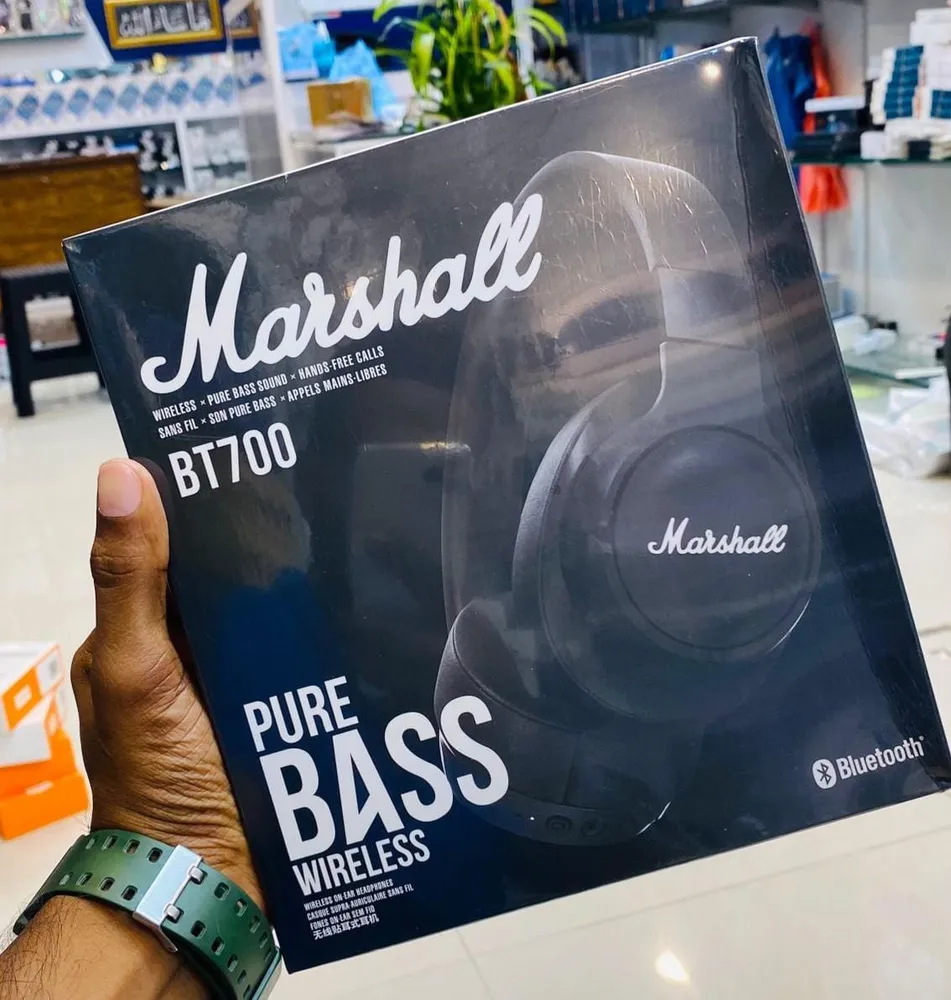 Marshall
WIRELESS × PURE BASS SOUND × HANDS-FREE CALLS
SANS FIL × SON PURE BASS × APPELS MAINS-LIBRES
BT700
Marshall
PURE
BASS
WIRELESS
WIRELESS ON-EAR HEADPHONES
CASQUE SUPRA-AURICULAIRE SANS FIL
FONES ON-EAR SEM FIO
无线贴耳式耳机
Bluetooth®